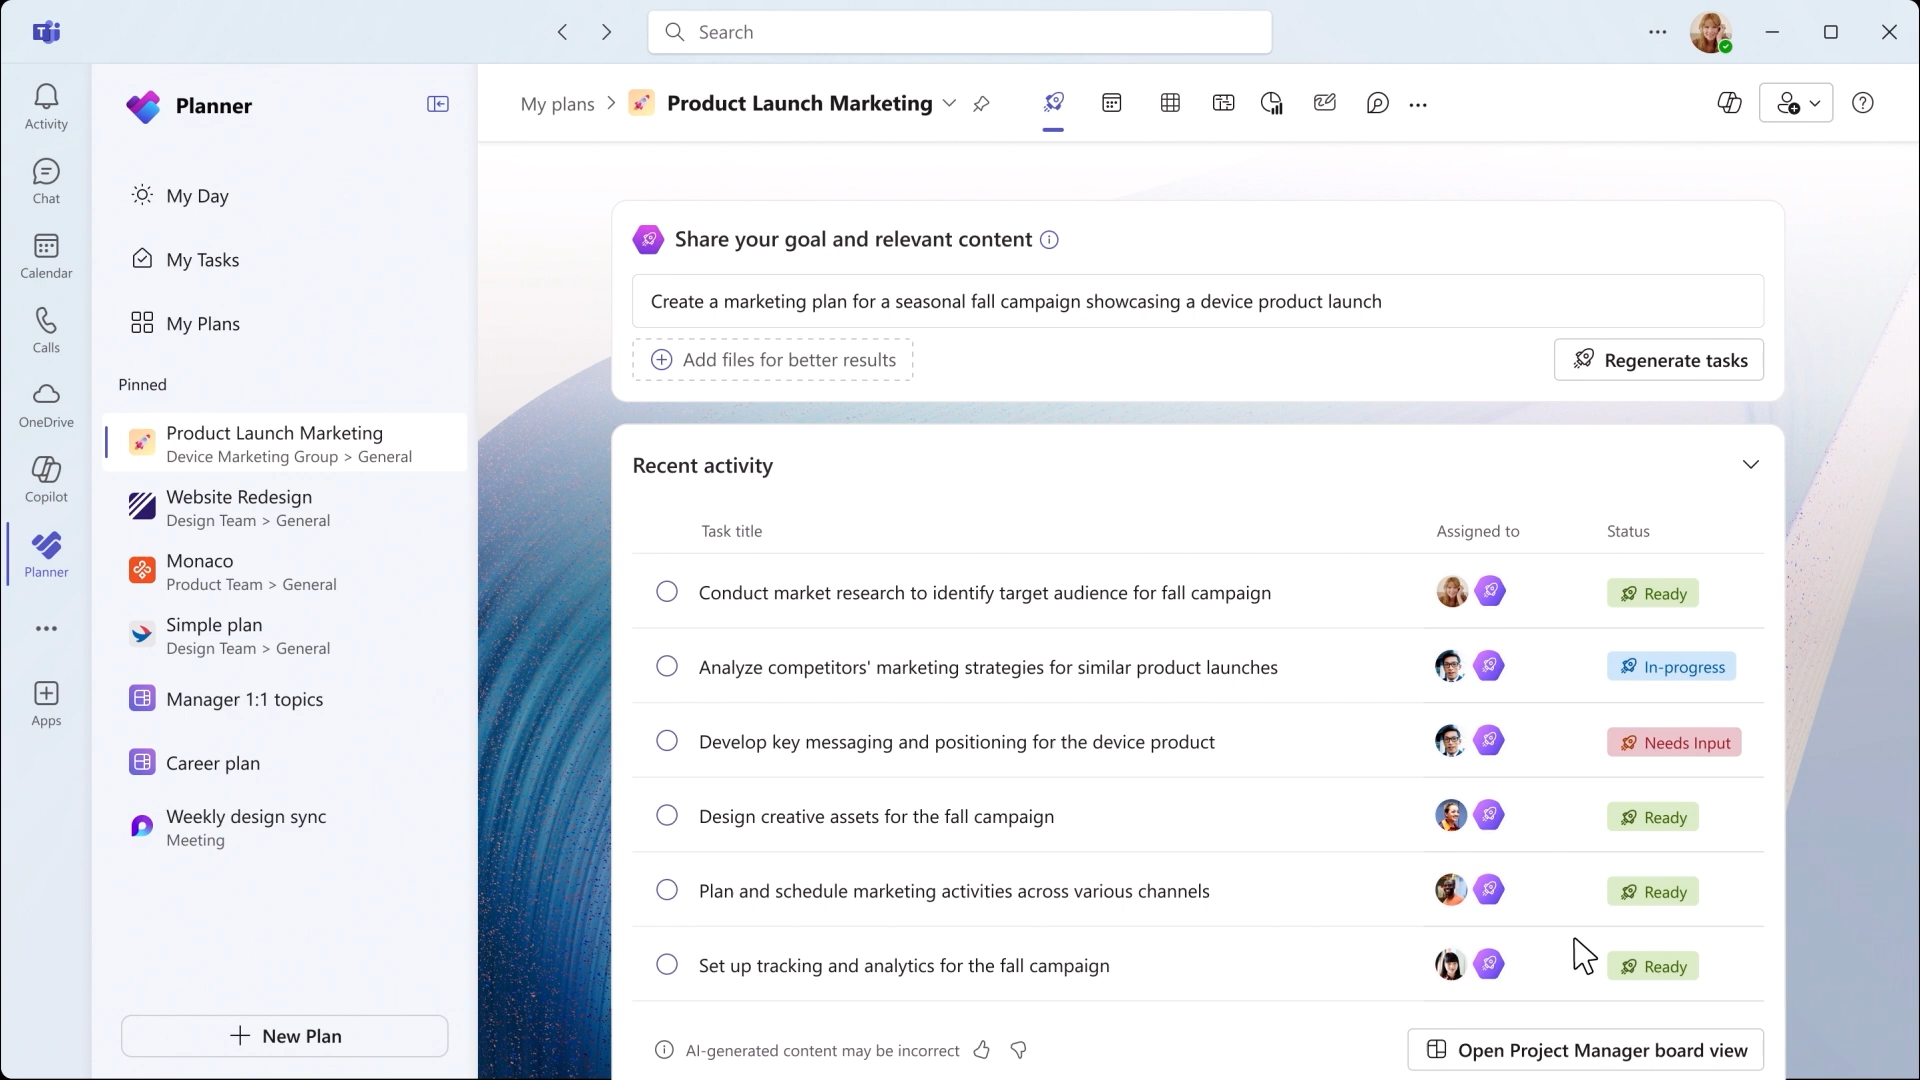 Search
Activity
Chat
Calendar
Calls
OneDrive
Copilot
Planner
Apps
Planner
My Day
My Tasks
My Plans
Pinned
Product Launch Marketing
Device Marketing Group > General
Website Redesign
Design Team > General
Monaco
Product Team > General
Simple plan
Design Team > General
Manager 1:1 topics
Career plan
Weekly design sync
Meeting
New Plan
My plans > Product Launch Marketing
Share your goal and relevant content
Create a marketing plan for a seasonal fall campaign showcasing a device product launch
Add files for better results
Regenerate tasks
Recent activity
Task title Assigned to Status
Conduct market research to identify target audience for fall campaign Ready
Analyze competitors' marketing strategies for similar product launches In-progress
Develop key messaging and positioning for the device product Needs Input
Design creative assets for the fall campaign Ready
Plan and schedule marketing activities across various channels Ready
Set up tracking and analytics for the fall campaign Ready
AI-generated content may be incorrect
Open Project Manager board view